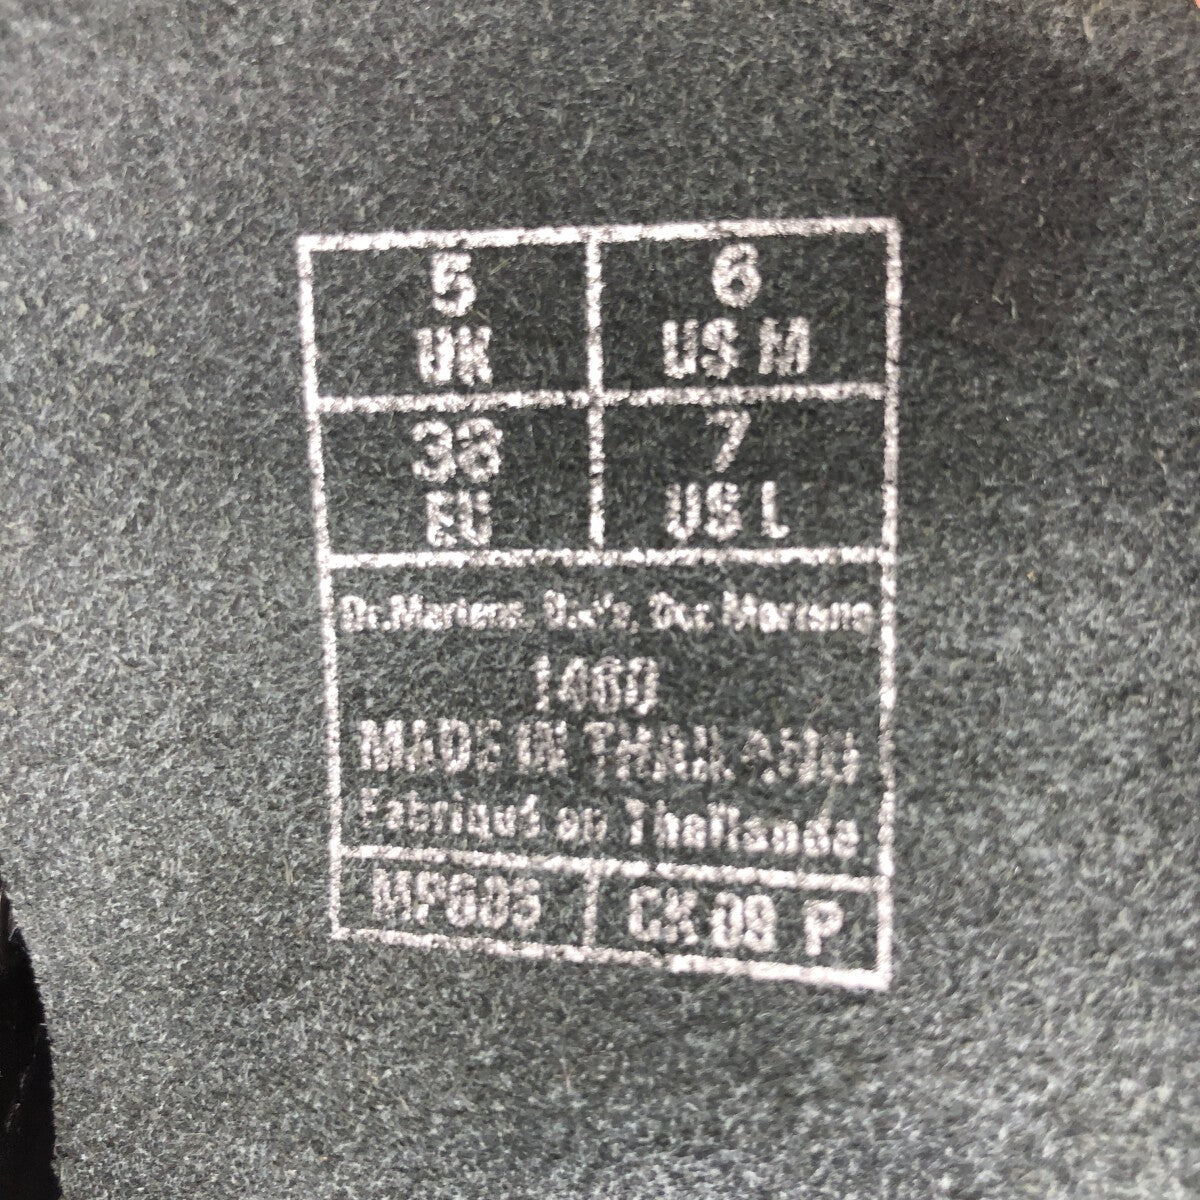 5
UK
6
US M
38
EU
7
US L
Dr.Martens. Doc's. Doc Martens
1460
MADE IN THAILAND
Fabriqué en Thaïlande
CK 09 P